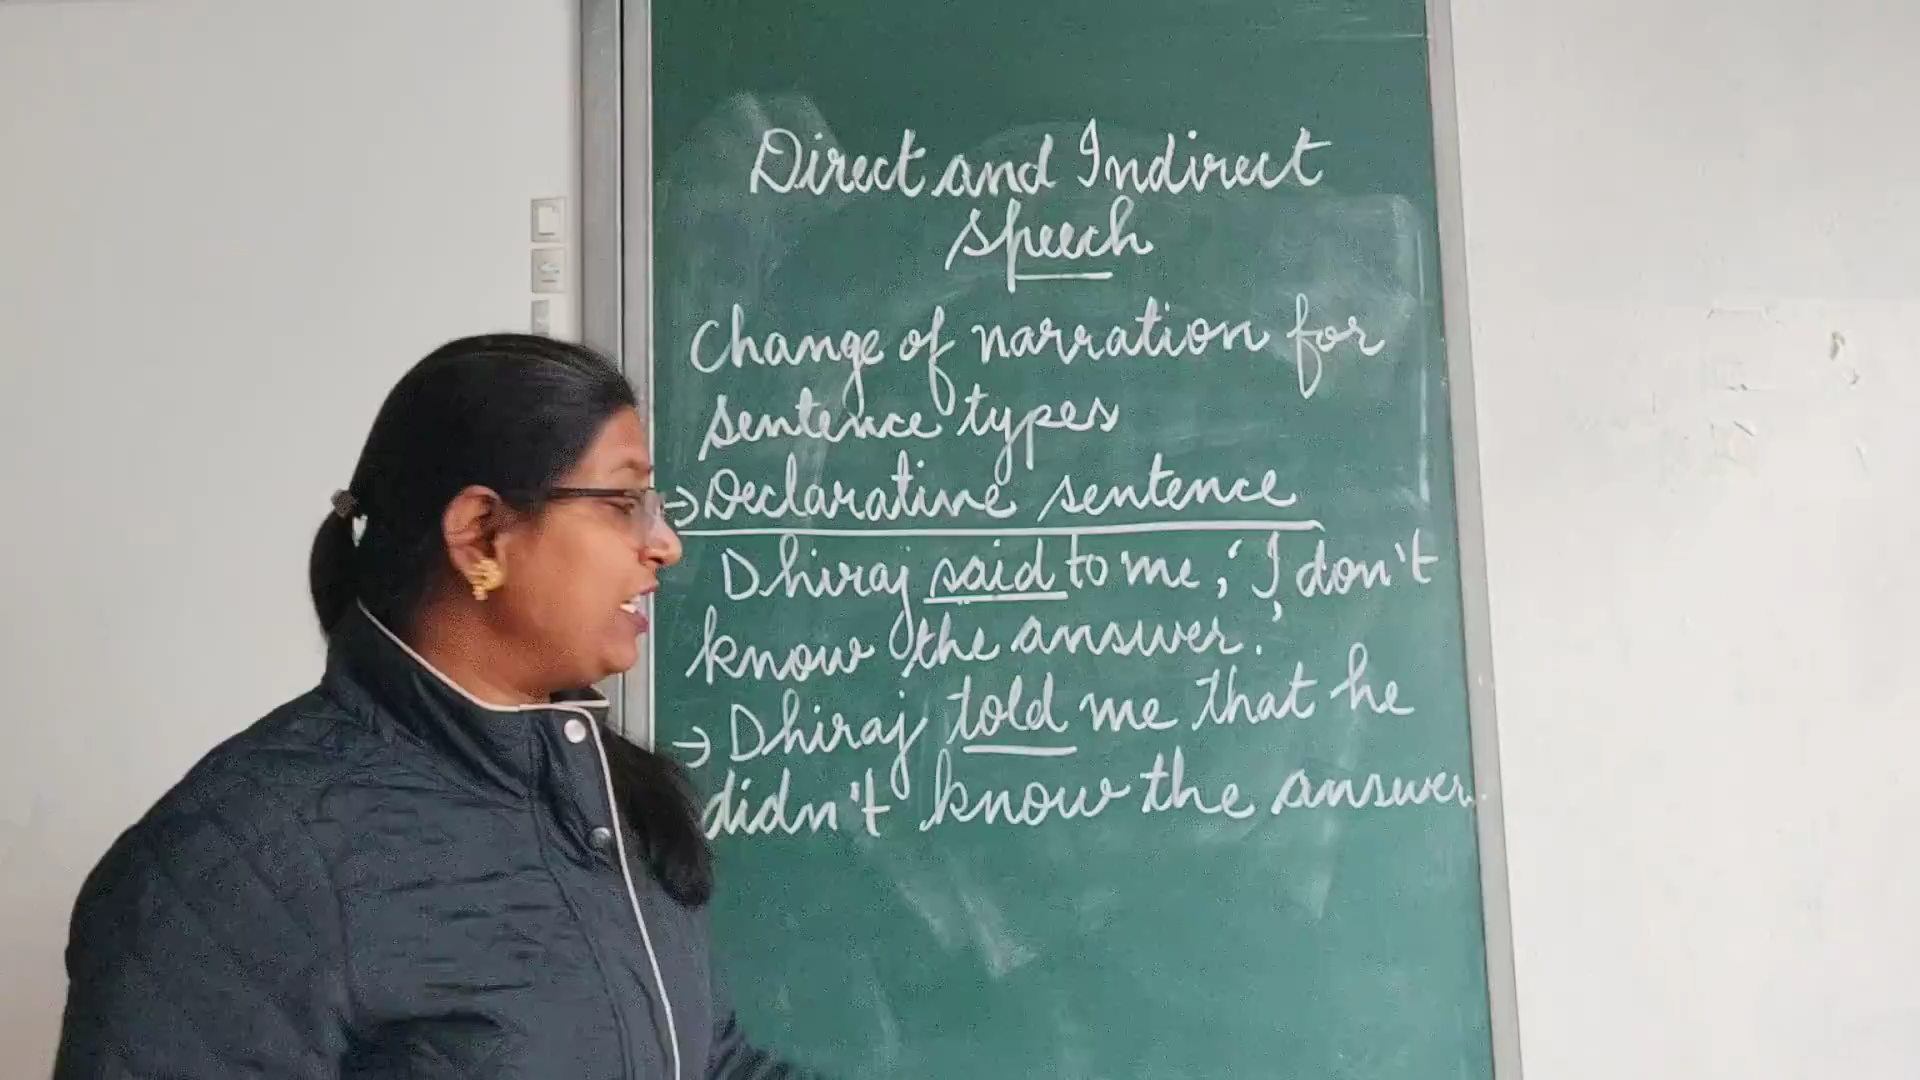 Direct and Indirect
speech
Change of narration for
sentence types
→ Declarative sentence
Dhiraj said to me, 'I don't
know the answer.'
→ Dhiraj told me that he
didn't know the answer.